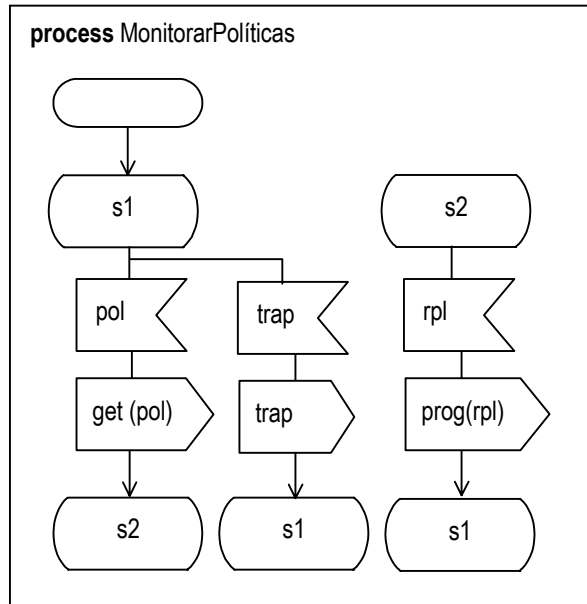 process MonitorarPolíticas
s1
s2
pol
trap
rpl
get (pol)
trap
prog(rpl)
s2
s1
s1